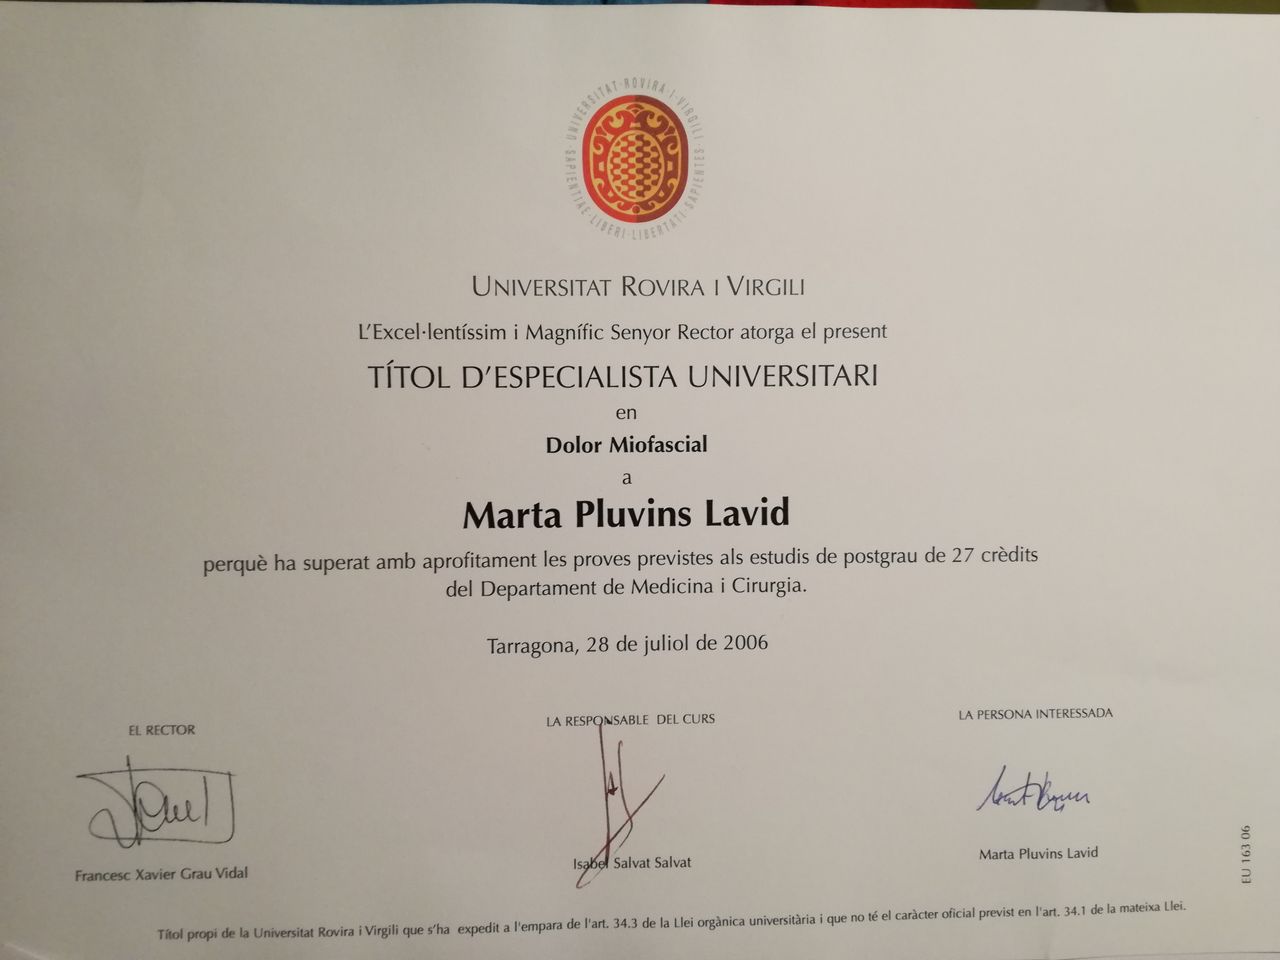 UNIVERSITAT · ROVIRA · I · VIRGILI · SAPIENTES · SAPIENTIAE · LIBERI · LIBERTATI
UNIVERSITAT ROVIRA I VIRGILI
L'Excel·lentíssim i Magnífic Senyor Rector atorga el present
TÍTOL D'ESPECIALISTA UNIVERSITARI
en
Dolor Miofascial
a
Marta Pluvins Lavid
perquè ha superat amb aprofitament les proves previstes als estudis de postgrau de 27 crèdits
del Departament de Medicina i Cirurgia.
Tarragona, 28 de juliol de 2006
EL RECTOR
LA RESPONSABLE DEL CURS
LA PERSONA INTERESSADA
Francesc Xavier Grau Vidal
Isabel Salvat Salvat
Marta Pluvins Lavid
EU 163 06
Títol propi de la Universitat Rovira i Virgili que s'ha expedit a l'empara de l'art. 34.3 de la Llei orgànica universitària i que no té el caràcter oficial previst en l'art. 34.1 de la mateixa Llei.